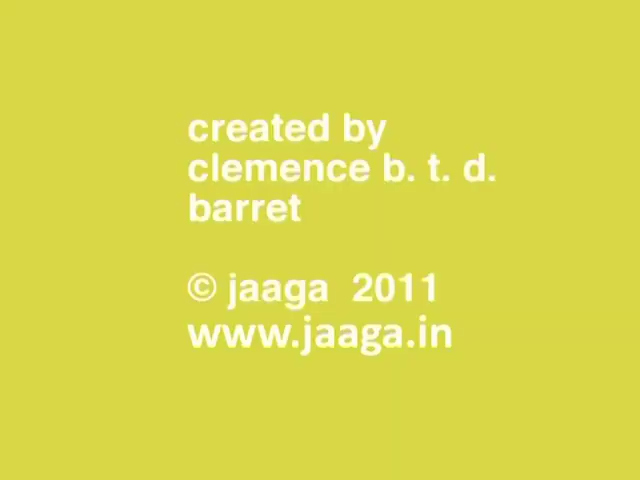 created by
clemence b. t. d.
barret
© jaaga 2011
www.jaaga.in